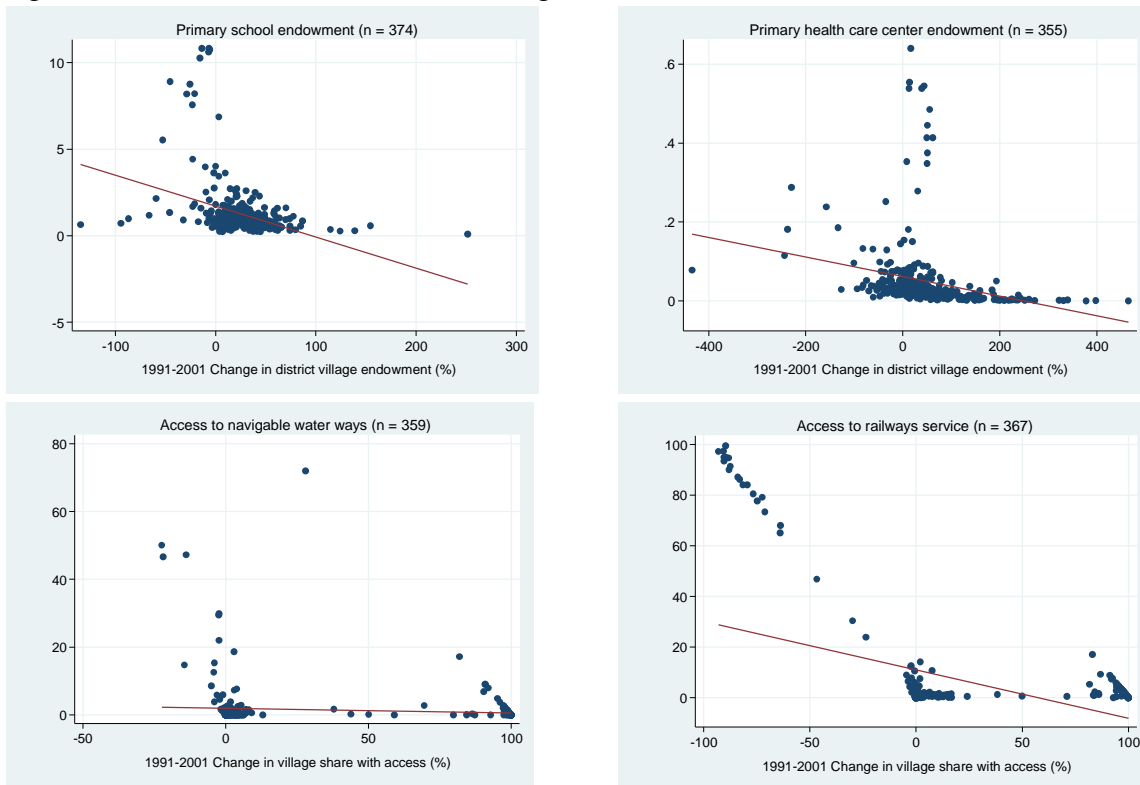 Primary school endowment (n = 374)
10
5
0
-5
-100 0 100 200 300
1991-2001 Change in district village endowment (%)
Primary health care center endowment (n = 355)
.6
.4
.2
0
-400 -200 0 200 400
1991-2001 Change in district village endowment (%)
Access to navigable water ways (n = 359)
80
60
40
20
0
-50 0 50 100
1991-2001 Change in village share with access (%)
Access to railways service (n = 367)
100
80
60
40
20
0
-100 -50 0 50 100
1991-2001 Change in village share with access (%)